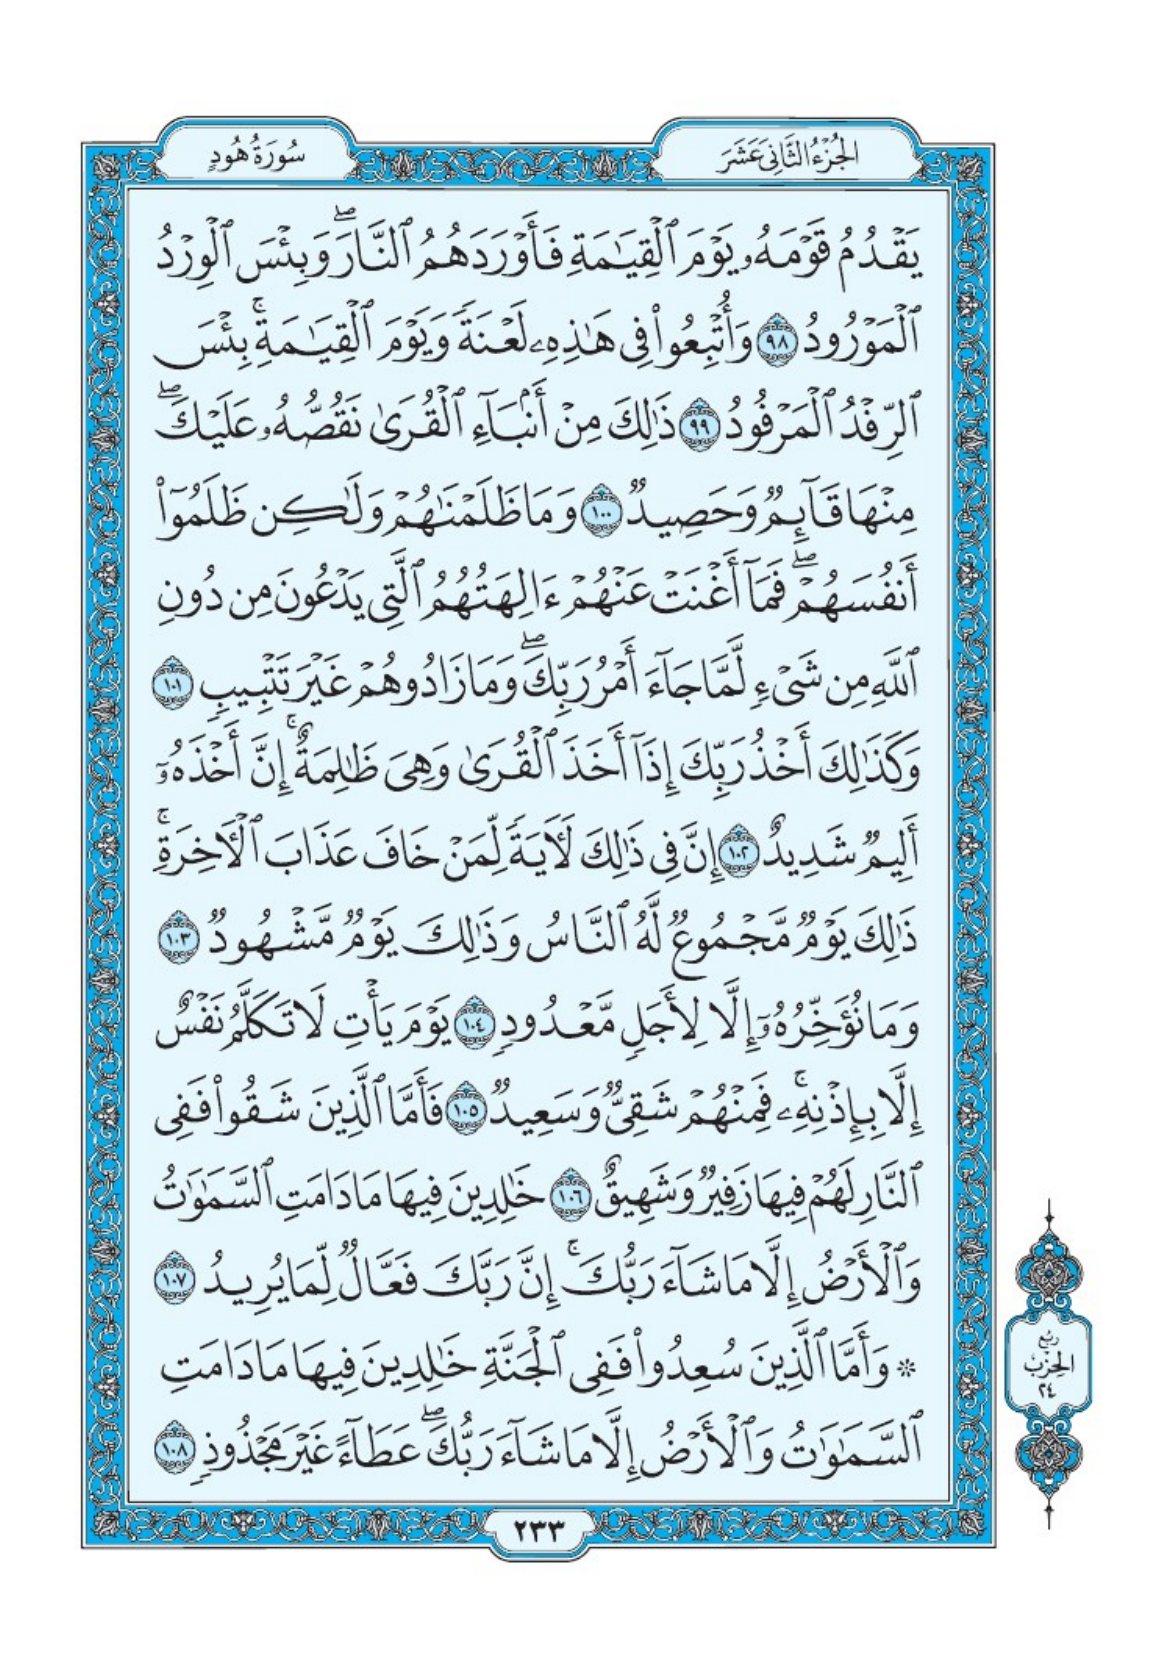 الجُزْءُ الثَّانِى عَشَرَ
سُورَةُ هُودٍ
يَقْدُمُ قَوْمَهُۥ يَوْمَ ٱلْقِيَٰمَةِ فَأَوْرَدَهُمُ ٱلنَّارَۖ وَبِئْسَ ٱلْوِرْدُ
ٱلْمَوْرُودُ ٩٨ وَأُتْبِعُوا۟ فِى هَٰذِهِۦ لَعْنَةً وَيَوْمَ ٱلْقِيَٰمَةِۚ بِئْسَ
ٱلرِّفْدُ ٱلْمَرْفُودُ ٩٩ ذَٰلِكَ مِنْ أَنۢبَآءِ ٱلْقُرَىٰ نَقُصُّهُۥ عَلَيْكَۖ
مِنْهَا قَآئِمٌ وَحَصِيدٌ ١٠٠ وَمَا ظَلَمْنَٰهُمْ وَلَٰكِن ظَلَمُوٓا۟
أَنفُسَهُمْۖ فَمَآ أَغْنَتْ عَنْهُمْ ءَالِهَتُهُمُ ٱلَّتِى يَدْعُونَ مِن دُونِ
ٱللَّهِ مِن شَىْءٍ لَّمَّا جَآءَ أَمْرُ رَبِّكَۖ وَمَا زَادُوهُمْ غَيْرَ تَتْبِيبٍ ١٠١
وَكَذَٰلِكَ أَخْذُ رَبِّكَ إِذَآ أَخَذَ ٱلْقُرَىٰ وَهِىَ ظَٰلِمَةٌۚ إِنَّ أَخْذَهُۥٓ
أَلِيمٌ شَدِيدٌ ١٠٢ إِنَّ فِى ذَٰلِكَ لَءَايَةً لِّمَنْ خَافَ عَذَابَ ٱلْءَاخِرَةِۚ
ذَٰلِكَ يَوْمٌ مَّجْمُوعٌ لَّهُ ٱلنَّاسُ وَذَٰلِكَ يَوْمٌ مَّشْهُودٌ ١٠٣
وَمَا نُؤَخِّرُهُۥٓ إِلَّا لِأَجَلٍ مَّعْدُودٍ ١٠٤ يَوْمَ يَأْتِ لَا تَكَلَّمُ نَفْسٌ
إِلَّا بِإِذْنِهِۦۚ فَمِنْهُمْ شَقِىٌّ وَسَعِيدٌ ١٠٥ فَأَمَّا ٱلَّذِينَ شَقُوا۟ فَفِى
ٱلنَّارِ لَهُمْ فِيهَا زَفِيرٌ وَشَهِيقٌ ١٠٦ خَٰلِدِينَ فِيهَا مَا دَامَتِ ٱلسَّمَٰوَٰتُ
وَٱلْأَرْضُ إِلَّا مَا شَآءَ رَبُّكَۚ إِنَّ رَبَّكَ فَعَّالٌ لِّمَا يُرِيدُ ١٠٧
۞ وَأَمَّا ٱلَّذِينَ سُعِدُوا۟ فَفِى ٱلْجَنَّةِ خَٰلِدِينَ فِيهَا مَا دَامَتِ
ٱلسَّمَٰوَٰتُ وَٱلْأَرْضُ إِلَّا مَا شَآءَ رَبُّكَۖ عَطَآءً غَيْرَ مَجْذُوذٍ ١٠٨
رُبْع
الحِزْبُ
٢٤
٢٣٣